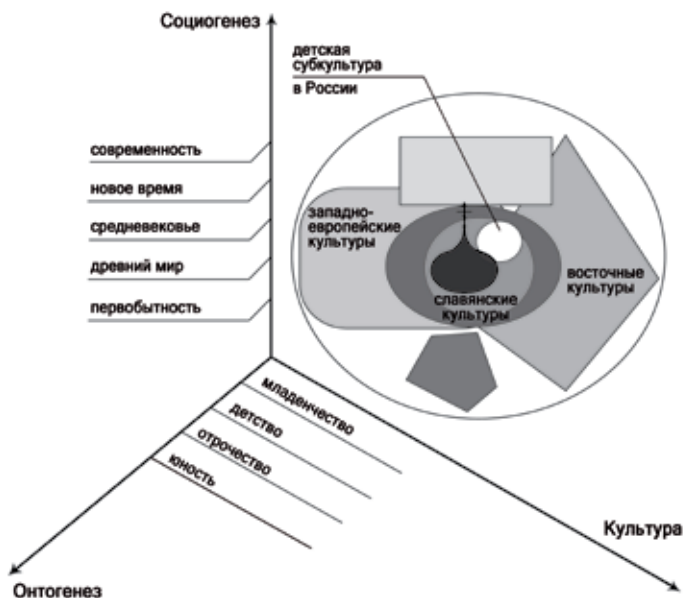 Социогенез
детская
субкультура
в России
современность
новое время
средневековье
древний мир
первобытность
западно-
европейские
культуры
восточные
культуры
славянские
культуры
младенчество
детство
отрочество
юность
Культура
Онтогенез